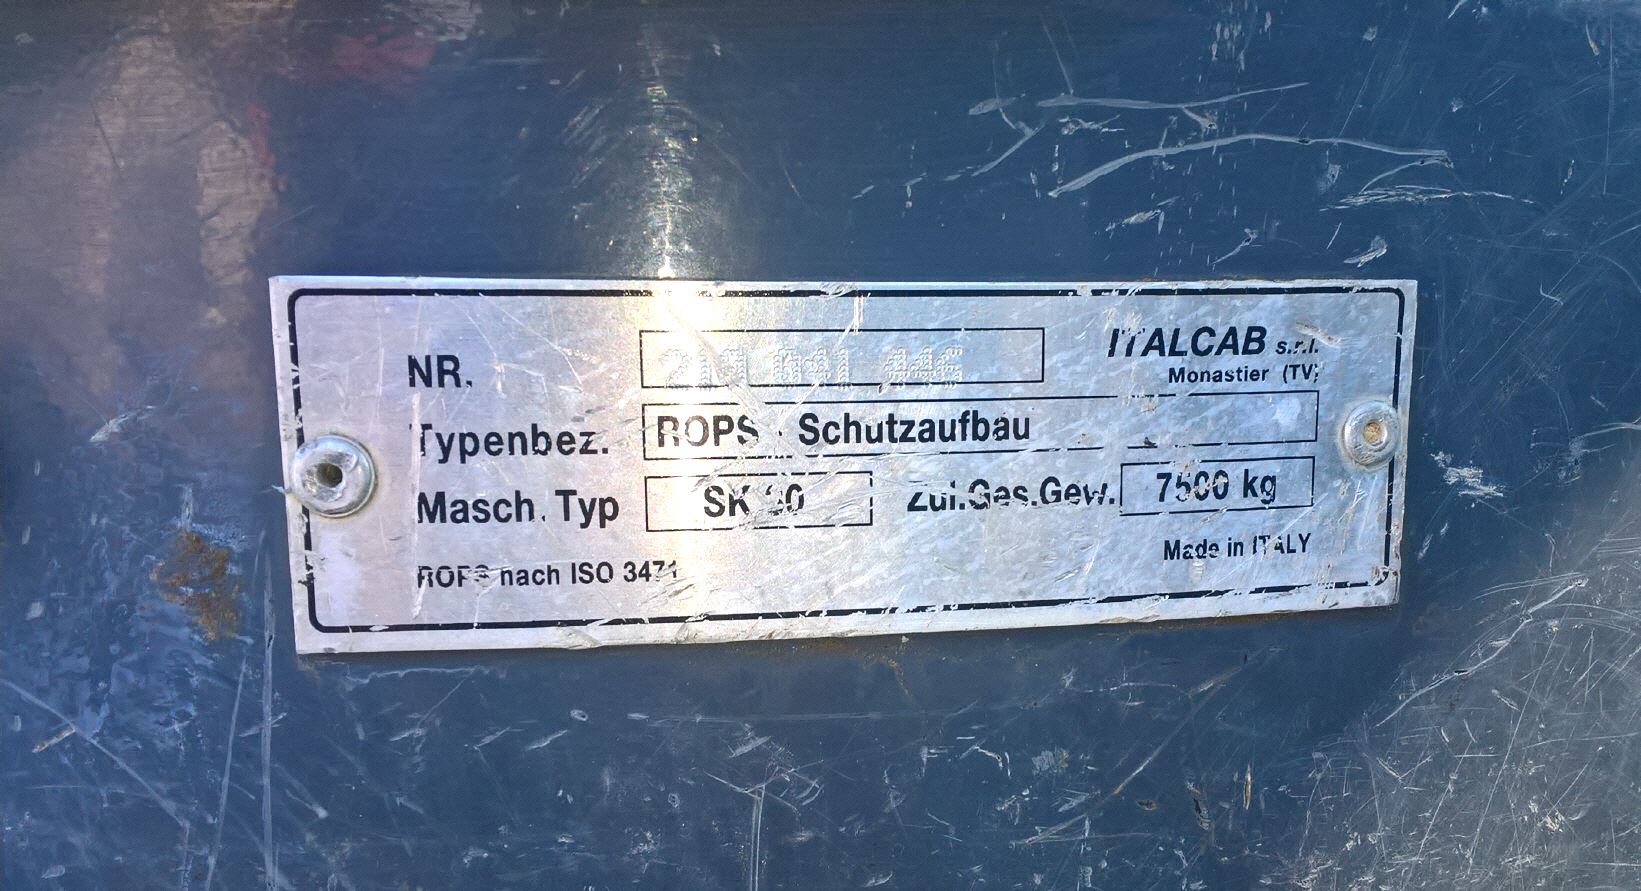 NR.
ITALCAB s.r.l.
Monastier (TV)
Typenbez. ROPS - Schutzaufbau
Masch. Typ SK Zul.Ges.Gew. 7500 kg
Made in ITALY
ROPS nach ISO 3471